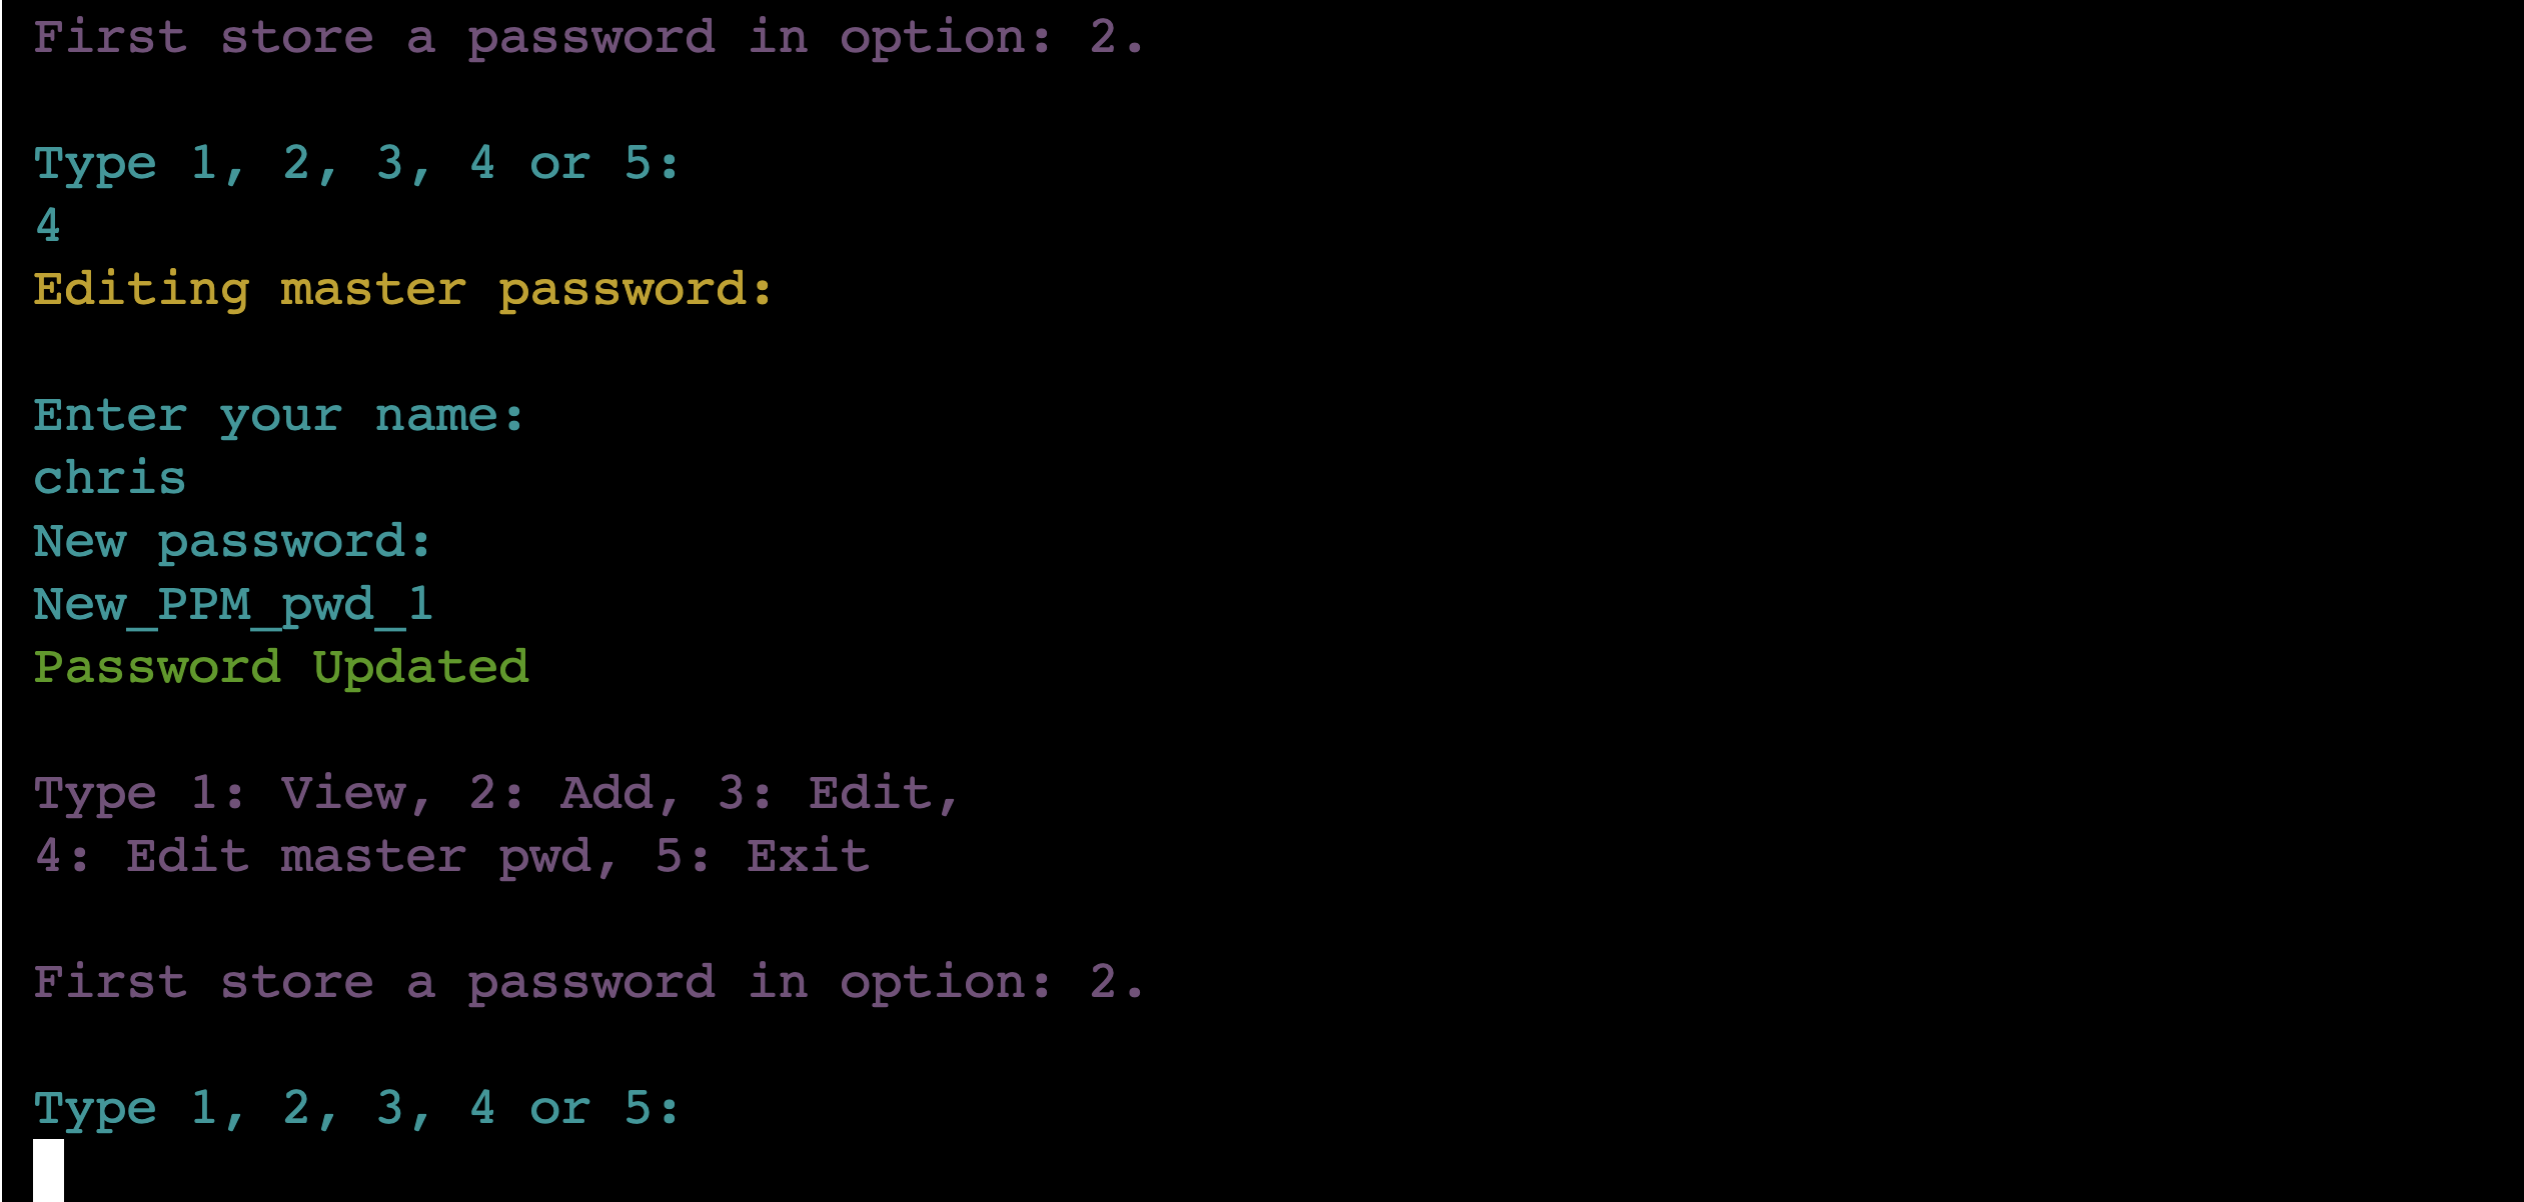 First store a password in option: 2.
Type 1, 2, 3, 4 or 5:
4
Editing master password:
Enter your name:
chris
New password:
New_PPM_pwd_1
Password Updated
Type 1: View, 2: Add, 3: Edit,
4: Edit master pwd, 5: Exit
First store a password in option: 2.
Type 1, 2, 3, 4 or 5: